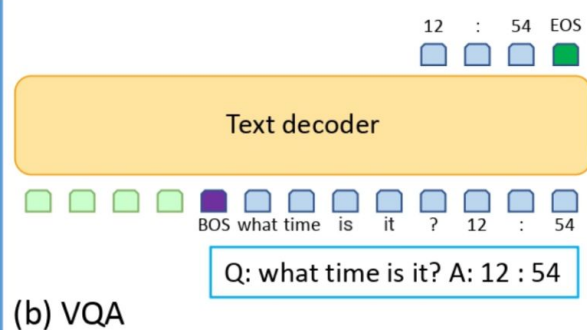 12 : 54 EOS
Text decoder
BOS what time is it ? 12 : 54
Q: what time is it? A: 12 : 54
(b) VQA